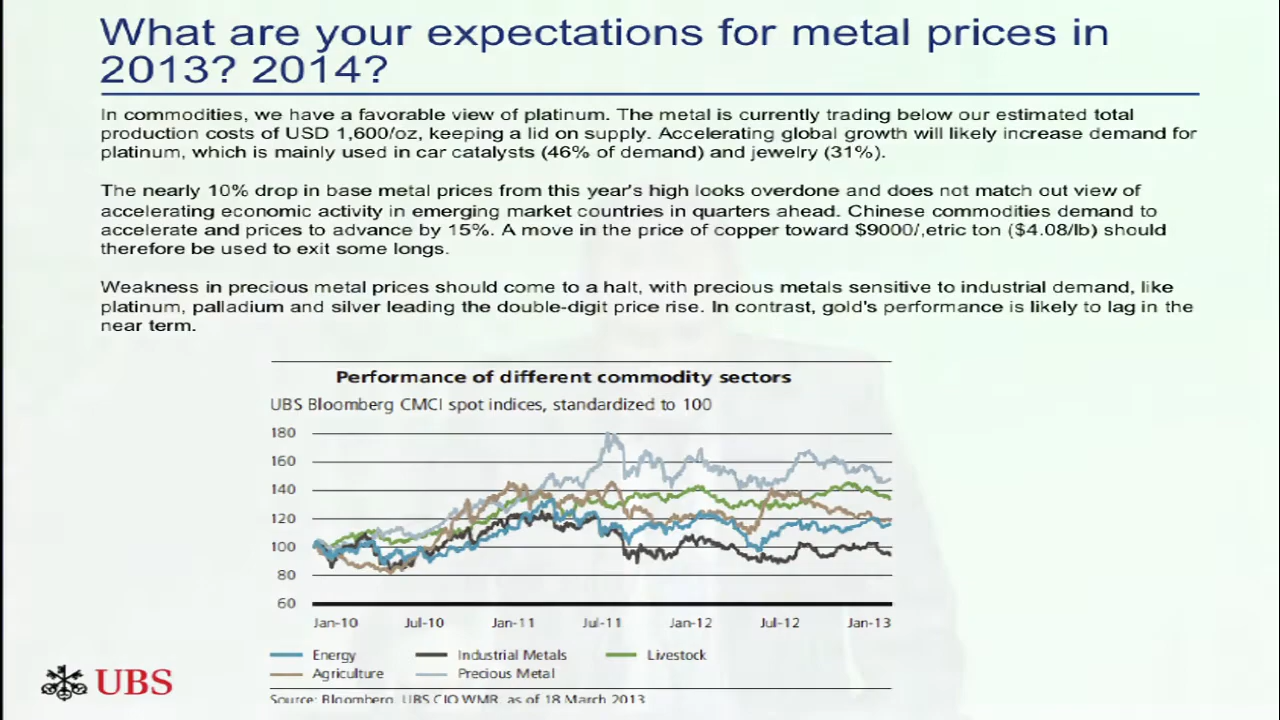 What are your expectations for metal prices in
2013? 2014?
In commodities, we have a favorable view of platinum. The metal is currently trading below our estimated total
production costs of USD 1,600/oz, keeping a lid on supply. Accelerating global growth will likely increase demand for
platinum, which is mainly used in car catalysts (46% of demand) and jewelry (31%).
The nearly 10% drop in base metal prices from this year's high looks overdone and does not match out view of
accelerating economic activity in emerging market countries in quarters ahead. Chinese commodities demand to
accelerate and prices to advance by 15%. A move in the price of copper toward $9000/,etric ton ($4.08/lb) should
therefore be used to exit some longs.
Weakness in precious metal prices should come to a halt, with precious metals sensitive to industrial demand, like
platinum, palladium and silver leading the double-digit price rise. In contrast, gold's performance is likely to lag in the
near term.
Performance of different commodity sectors
UBS Bloomberg CMCI spot indices, standardized to 100
180
160
140
120
100
80
60
Jan-10 Jul-10 Jan-11 Jul-11 Jan-12 Jul-12 Jan-13
Energy Industrial Metals Livestock
Agriculture Precious Metal
Source: Bloomberg, UBS CIO WMR, as of 18 March 2013
UBS